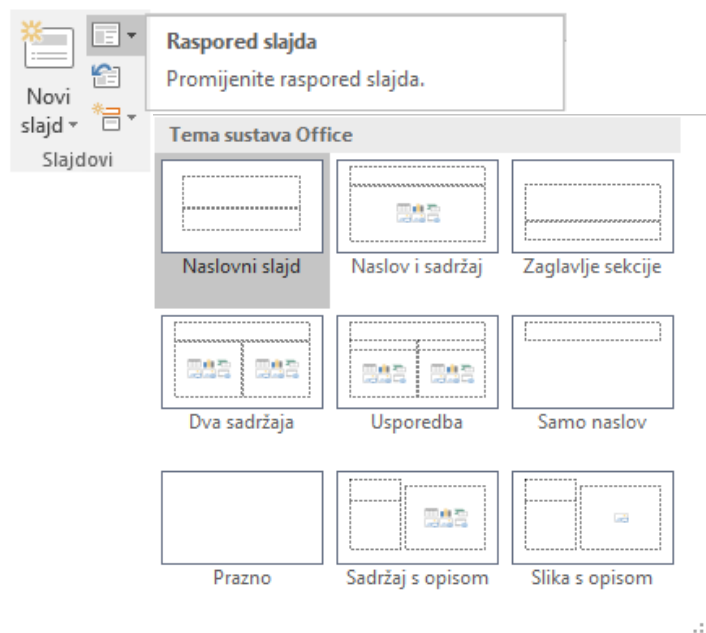 Novi
slajd
Slajdovi
Raspored slajda
Promijenite raspored slajda.
Tema sustava Office
Naslovni slajd
Naslov i sadržaj
Zaglavlje sekcije
Dva sadržaja
Usporedba
Samo naslov
Prazno
Sadržaj s opisom
Slika s opisom